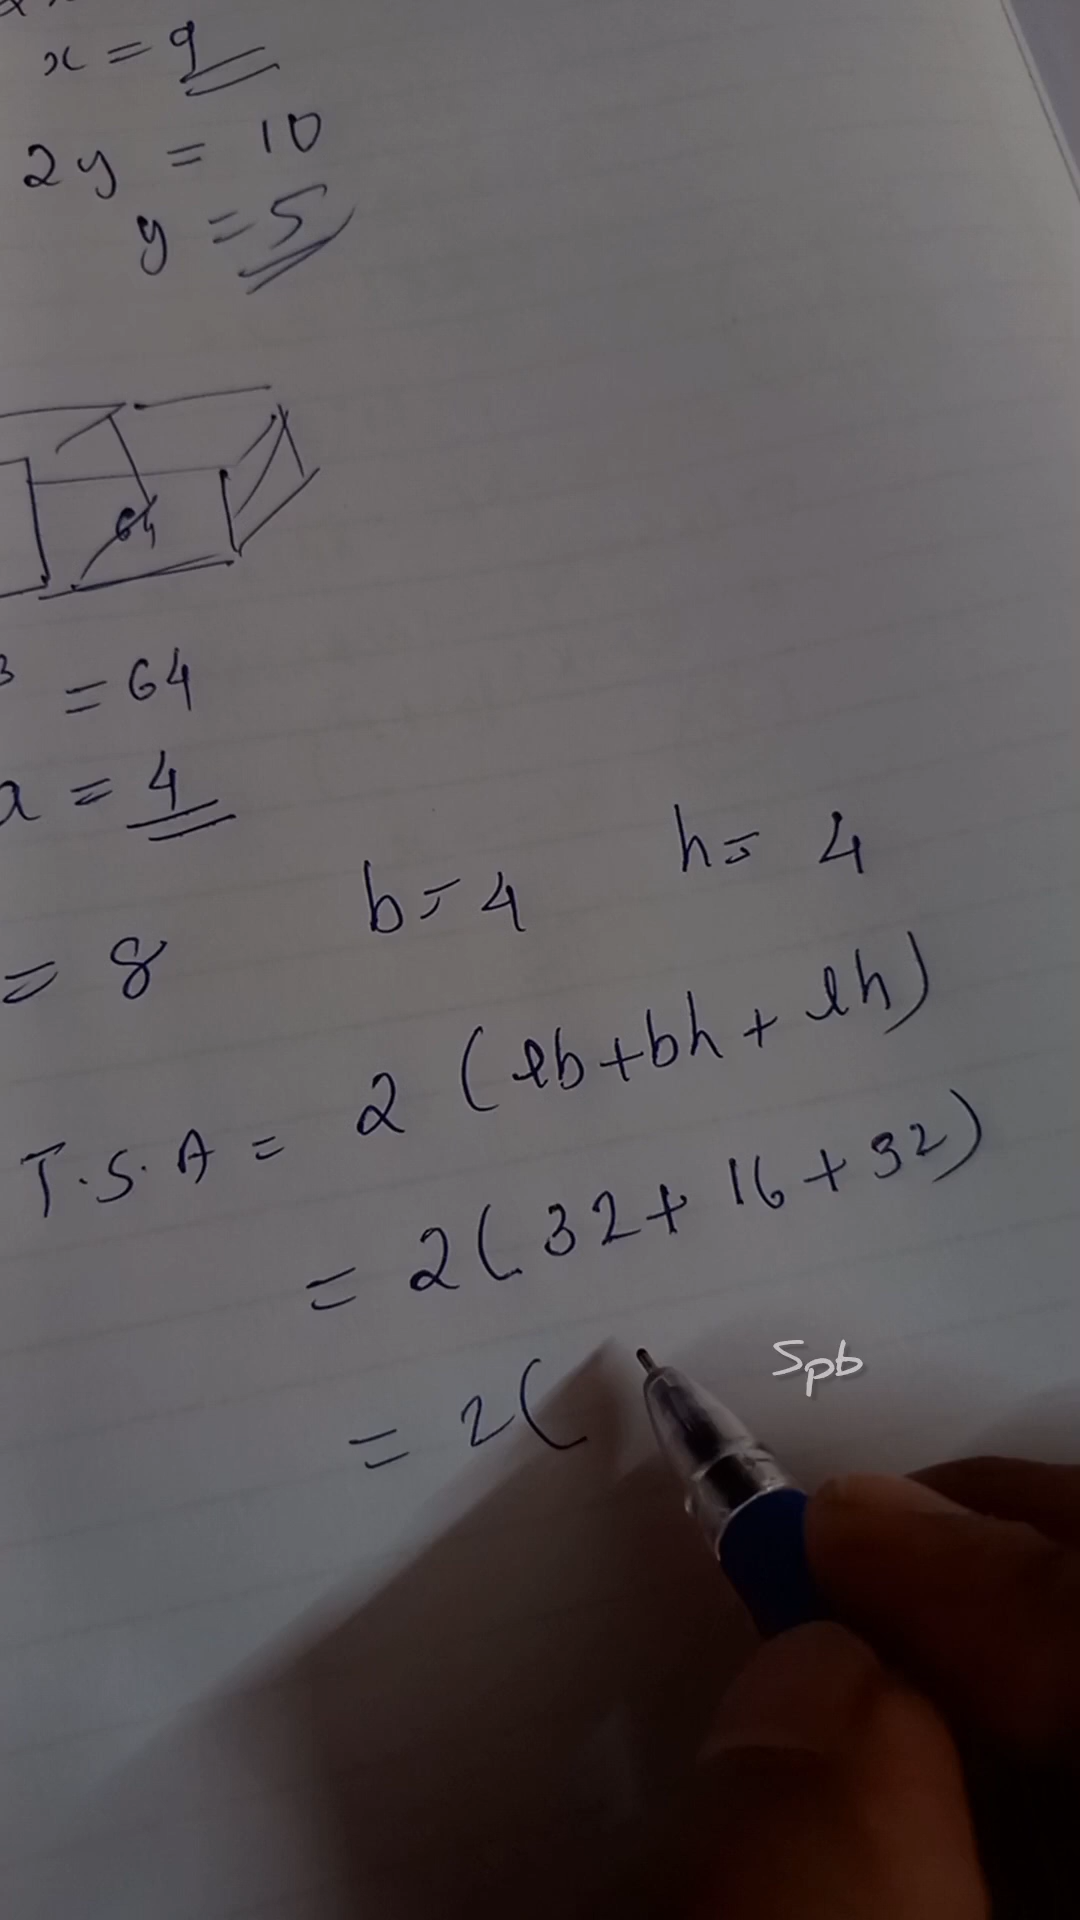 x = 9
2y = 10
y = 5
64
3 = 64
a = 4
= 8 b = 4 h = 4
T.S.A = 2 (lb+bh+lh)
= 2(32+16+32)
= 2(
Spb